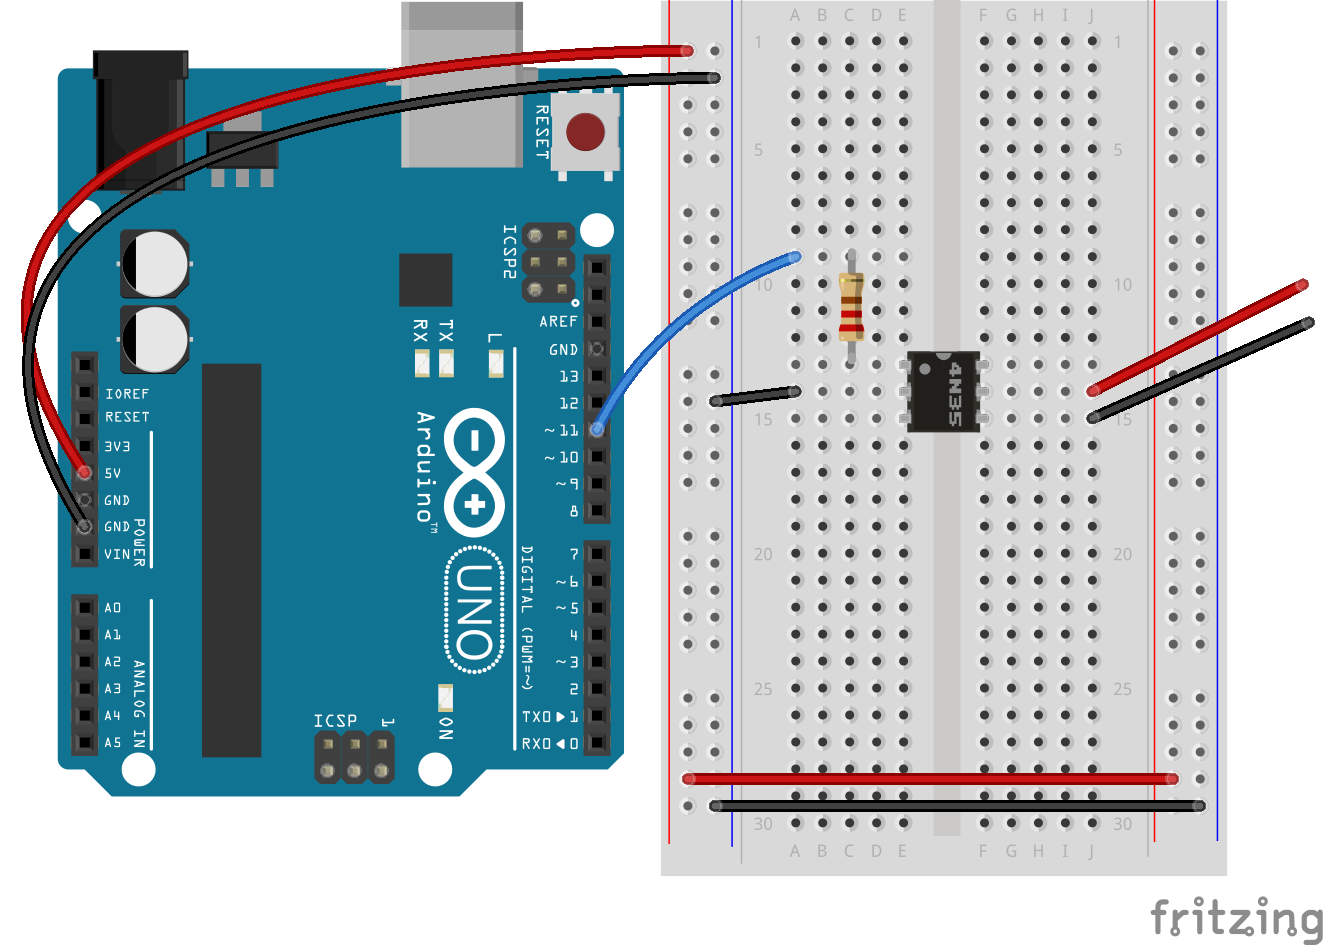 RESET
ICSP2
AREF
GND
13
12
~11
~10
~9
8
7
~6
~5
4
~3
2
TX0▶1
RX0◀0
DIGITAL (PWM=~)
RX
TX
L
Arduino™
UNO
IOREF
RESET
3V3
5V
GND
GND
VIN
POWER
A0
A1
A2
A3
A4
A5
ANALOG IN
ICSP
1
ON
A B C D E F G H I J
1 1
5 5
10 10
15 15
20 20
25 25
30 30
A B C D E F G H I J
4N35
fritzing